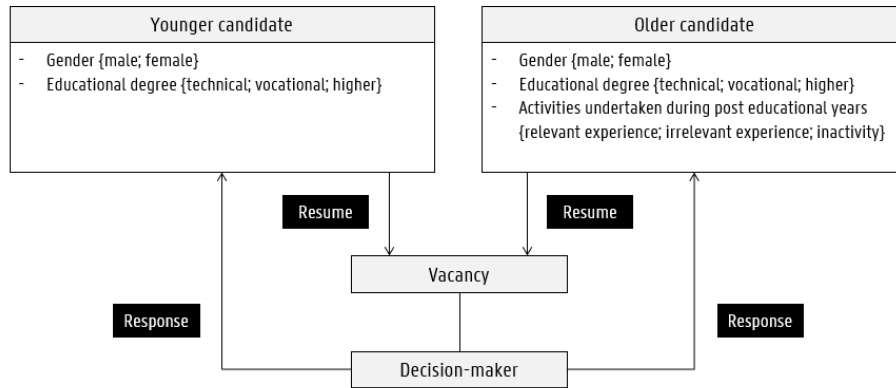 Younger candidate
- Gender {male; female}
- Educational degree {technical; vocational; higher}
Older candidate
- Gender {male; female}
- Educational degree {technical; vocational; higher}
- Activities undertaken during post educational years
{relevant experience; irrelevant experience; inactivity}
Resume
Resume
Vacancy
Response
Response
Decision-maker